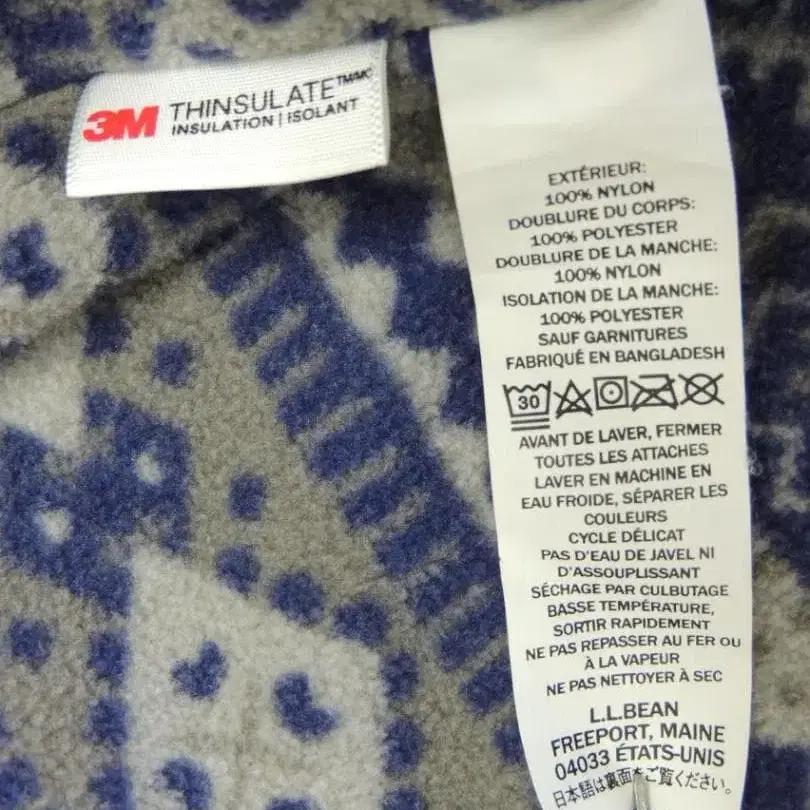 3M THINSULATE™
INSULATION | ISOLANT
EXTÉRIEUR:
100% NYLON
DOUBLURE DU CORPS:
100% POLYESTER
DOUBLURE DE LA MANCHE:
100% NYLON
ISOLATION DE LA MANCHE:
100% POLYESTER
SAUF GARNITURES
FABRIQUÉ EN BANGLADESH
30
AVANT DE LAVER, FERMER
TOUTES LES ATTACHES
LAVER EN MACHINE EN
EAU FROIDE, SÉPARER LES
COULEURS
CYCLE DÉLICAT
PAS D'EAU DE JAVEL NI
D'ASSOUPLISSANT
SÉCHAGE PAR CULBUTAGE
BASSE TEMPÉRATURE,
SORTIR RAPIDEMENT
NE PAS REPASSER AU FER OU
À LA VAPEUR
NE PAS NETTOYER À SEC
L.L.BEAN
FREEPORT, MAINE
04033 ÉTATS-UNIS
日本語は裏面をご覧ください。